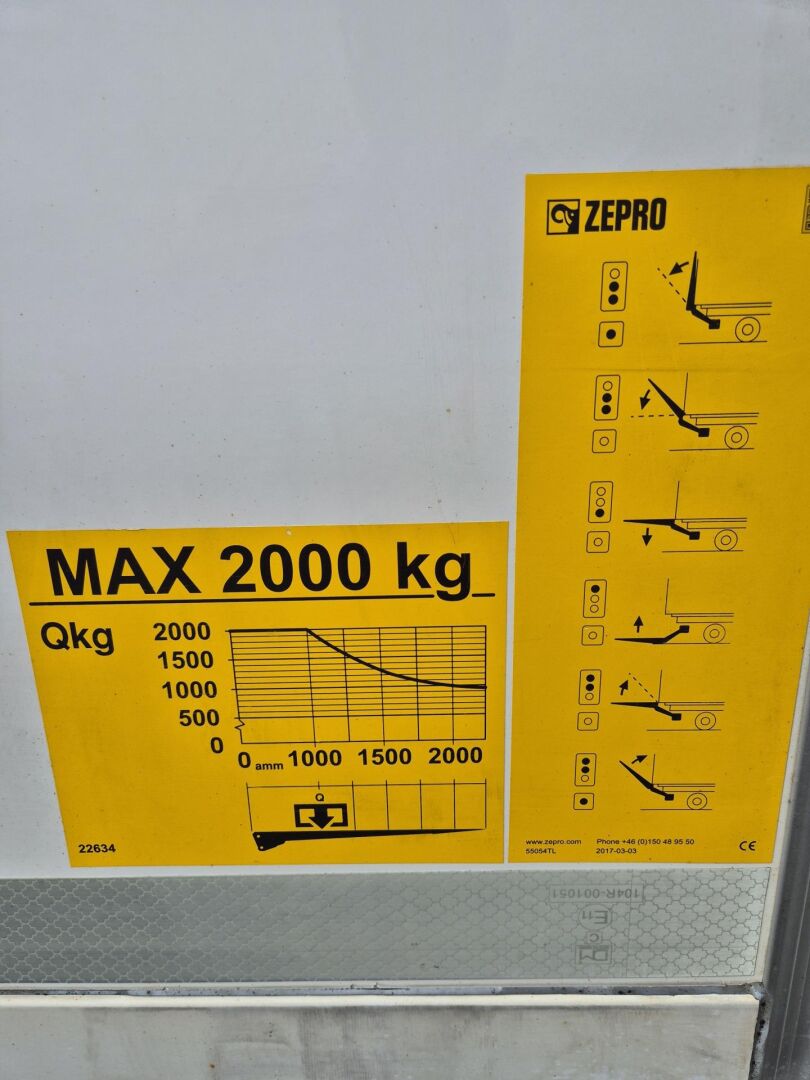 ZEPRO
MAX 2000 kg
Qkg
2000
1500
1000
500
0
0 amm 1000 1500 2000
Q
22634
www.zepro.com Phone +46 (0)150 48 95 50
55054TL 2017-03-03
CE
104R-001051
E11
C